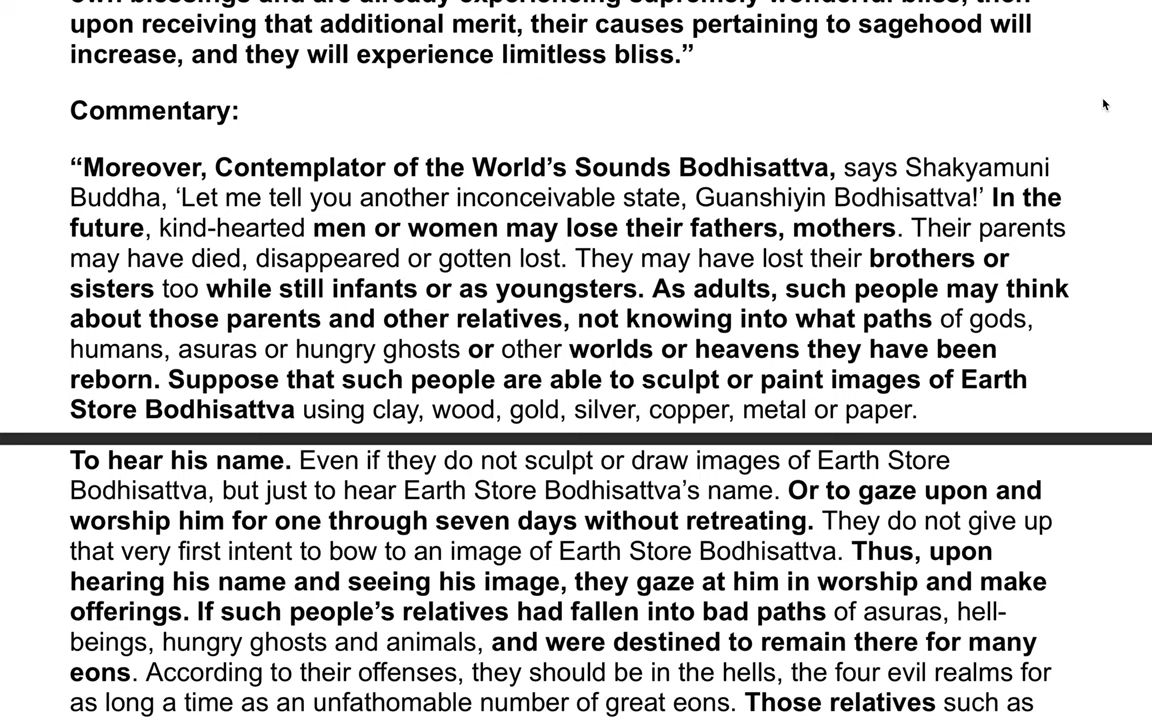 upon receiving that additional merit, their causes pertaining to sagehood will
increase, and they will experience limitless bliss.”
Commentary:
“Moreover, Contemplator of the World’s Sounds Bodhisattva, says Shakyamuni
Buddha, ‘Let me tell you another inconceivable state, Guanshiyin Bodhisattva!’ In the
future, kind-hearted men or women may lose their fathers, mothers. Their parents
may have died, disappeared or gotten lost. They may have lost their brothers or
sisters too while still infants or as youngsters. As adults, such people may think
about those parents and other relatives, not knowing into what paths of gods,
humans, asuras or hungry ghosts or other worlds or heavens they have been
reborn. Suppose that such people are able to sculpt or paint images of Earth
Store Bodhisattva using clay, wood, gold, silver, copper, metal or paper.
To hear his name. Even if they do not sculpt or draw images of Earth Store
Bodhisattva, but just to hear Earth Store Bodhisattva’s name. Or to gaze upon and
worship him for one through seven days without retreating. They do not give up
that very first intent to bow to an image of Earth Store Bodhisattva. Thus, upon
hearing his name and seeing his image, they gaze at him in worship and make
offerings. If such people’s relatives had fallen into bad paths of asuras, hell-
beings, hungry ghosts and animals, and were destined to remain there for many
eons. According to their offenses, they should be in the hells, the four evil realms for
as long a time as an unfathomable number of great eons. Those relatives such as